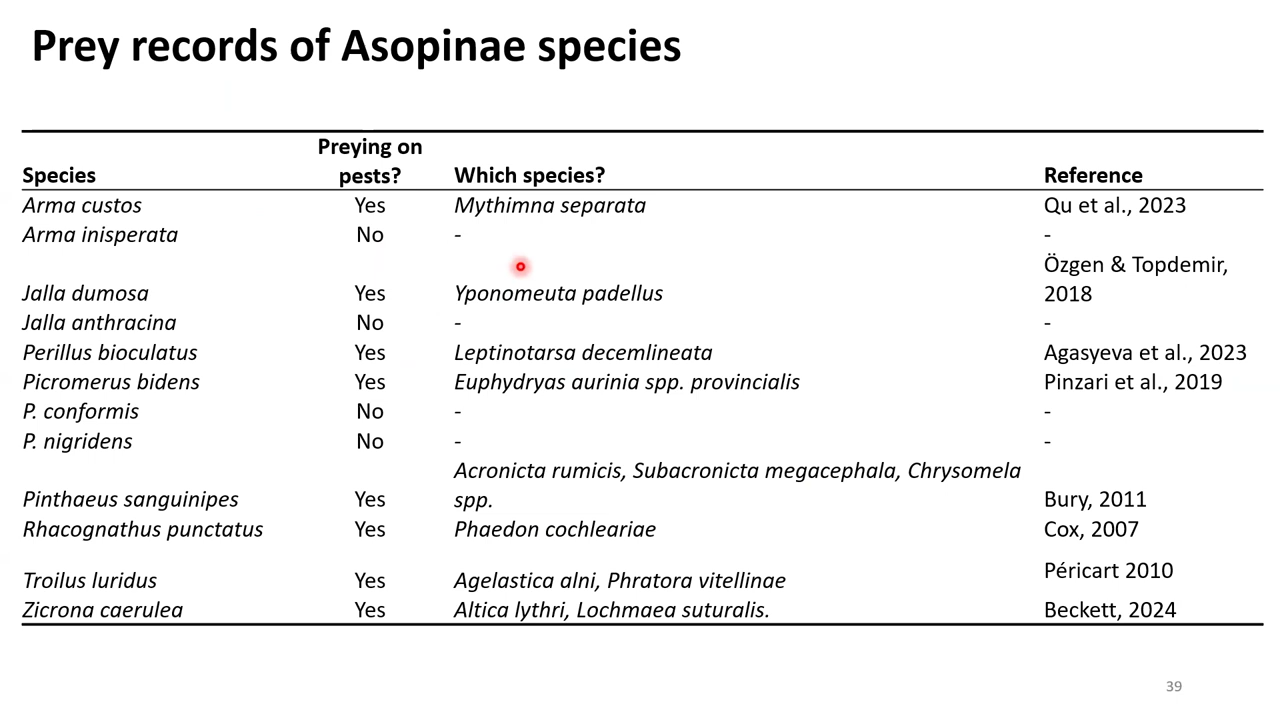 Prey records of Asopinae species
Species Preying on pests? Which species? Reference
Arma custos Yes Mythimna separata Qu et al., 2023
Arma inisperata No - -
Jalla dumosa Yes Yponomeuta padellus Özgen & Topdemir, 2018
Jalla anthracina No - -
Perillus bioculatus Yes Leptinotarsa decemlineata Agasyeva et al., 2023
Picromerus bidens Yes Euphydryas aurinia spp. provincialis Pinzari et al., 2019
P. conformis No - -
P. nigridens No - -
Pinthaeus sanguinipes Yes Acronicta rumicis, Subacronicta megacephala, Chrysomela spp. Bury, 2011
Rhacognathus punctatus Yes Phaedon cochleariae Cox, 2007
Troilus luridus Yes Agelastica alni, Phratora vitellinae Péricart 2010
Zicrona caerulea Yes Altica lythri, Lochmaea suturalis. Beckett, 2024
39